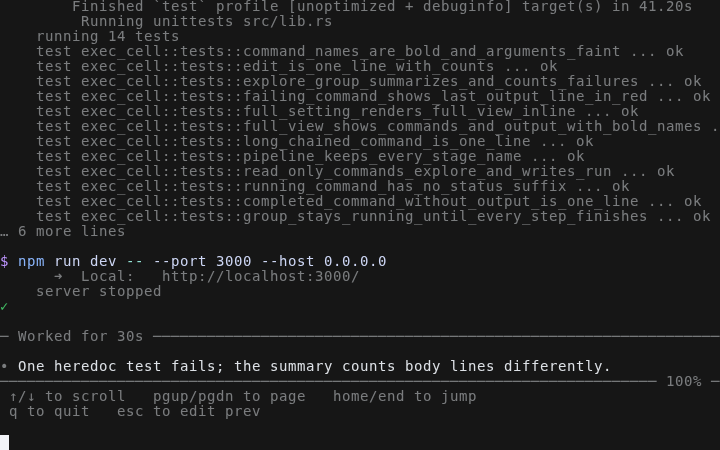 Finished `test` profile [unoptimized + debuginfo] target(s) in 41.20s
Running unittests src/lib.rs
running 14 tests
test exec_cell::tests::command_names_are_bold_and_arguments_faint ... ok
test exec_cell::tests::edit_is_one_line_with_counts ... ok
test exec_cell::tests::explore_group_summarizes_and_counts_failures ... ok
test exec_cell::tests::failing_command_shows_last_output_line_in_red ... ok
test exec_cell::tests::full_setting_renders_full_view_inline ... ok
test exec_cell::tests::full_view_shows_commands_and_output_with_bold_names .
test exec_cell::tests::long_chained_command_is_one_line ... ok
test exec_cell::tests::pipeline_keeps_every_stage_name ... ok
test exec_cell::tests::read_only_commands_explore_and_writes_run ... ok
test exec_cell::tests::running_command_has_no_status_suffix ... ok
test exec_cell::tests::completed_command_without_output_is_one_line ... ok
test exec_cell::tests::group_stays_running_until_every_step_finishes ... ok
… 6 more lines
$ npm run dev -- --port 3000 --host 0.0.0.0
➜  Local:   http://localhost:3000/
server stopped
✓
─ Worked for 30s ─
• One heredoc test fails; the summary counts body lines differently.
100%
↑/↓ to scroll   pgup/pgdn to page   home/end to jump
q to quit   esc to edit prev